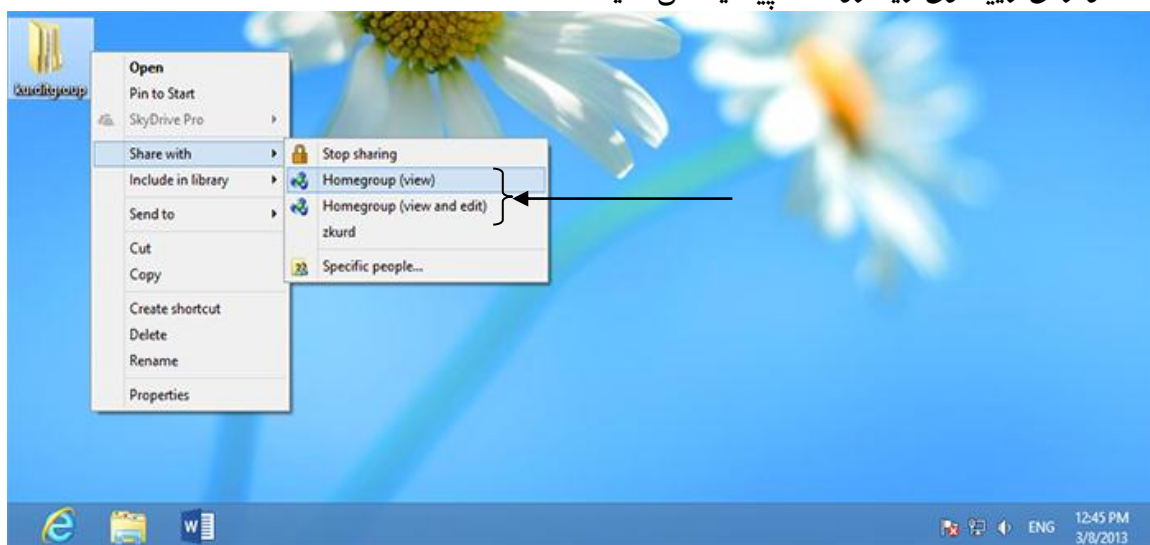 kurditgroup
Open
Pin to Start
SkyDrive Pro
Share with
Include in library
Send to
Cut
Copy
Create shortcut
Delete
Rename
Properties
Stop sharing
Homegroup (view)
Homegroup (view and edit)
zkurd
Specific people...
ENG
12:45 PM
3/8/2013